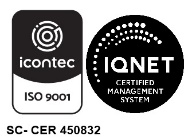 icontec
ISO 9001
IQNET
CERTIFIED
MANAGEMENT
SYSTEM
SC- CER 450832